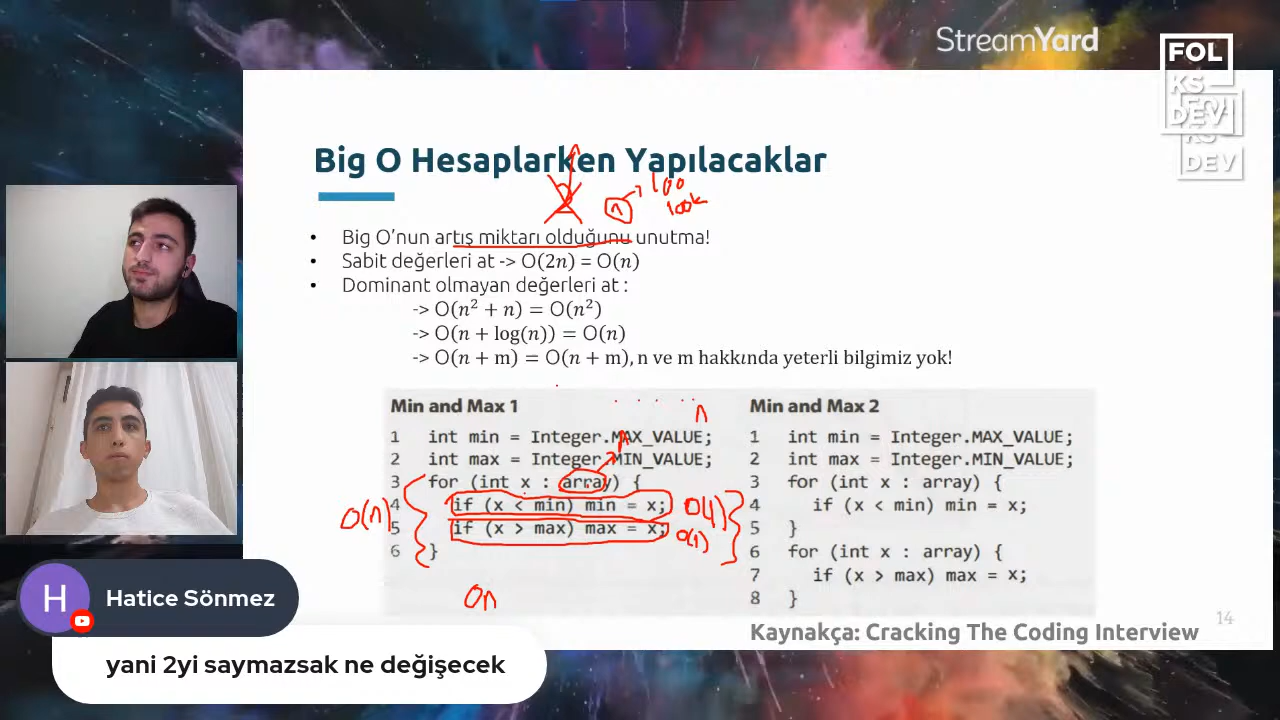 StreamYard
FOL
KS
DEV
KS
DEV
Big O Hesaplarken Yapılacaklar
n
100
100k
• Big O’nun artış miktarı olduğunu unutma!
• Sabit değerleri at -> O(2n) = O(n)
• Dominant olmayan değerleri at :
-> O(n² + n) = O(n²)
-> O(n + log(n)) = O(n)
-> O(n + m) = O(n + m), n ve m hakkında yeterli bilgimiz yok!
Min and Max 1
n
1 int min = Integer.MAX_VALUE;
2 int max = Integer.MIN_VALUE;
3 for (int x : array) {
4 if (x < min) min = x;
5 if (x > max) max = x;
6 }
O(n)
O(1)
O(1)
On
Min and Max 2
1 int min = Integer.MAX_VALUE;
2 int max = Integer.MIN_VALUE;
3 for (int x : array) {
4 if (x < min) min = x;
5 }
6 for (int x : array) {
7 if (x > max) max = x;
8 }
14
Kaynakça: Cracking The Coding Interview
H
Hatice Sönmez
yani 2yi saymazsak ne değişecek